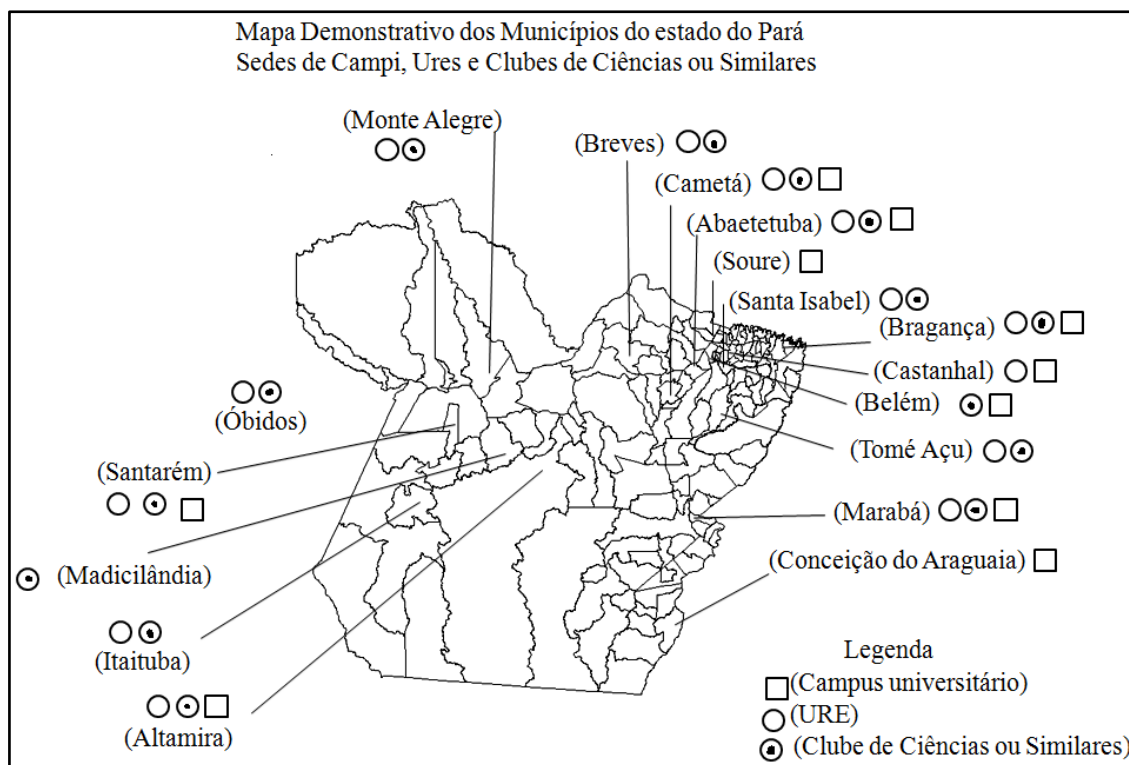 Mapa Demonstrativo dos Municípios do estado do Pará
Sedes de Campi, Ures e Clubes de Ciências ou Similares
(Monte Alegre)
(Breves)
(Cametá)
(Abaetetuba)
(Soure)
(Santa Isabel)
(Bragança)
(Castanhal)
(Belém)
(Óbidos)
(Tomé Açu)
(Santarém)
(Marabá)
(Conceição do Araguaia)
(Madicilândia)
(Itaituba)
(Altamira)
Legenda
(Campus universitário)
(URE)
(Clube de Ciências ou Similares)